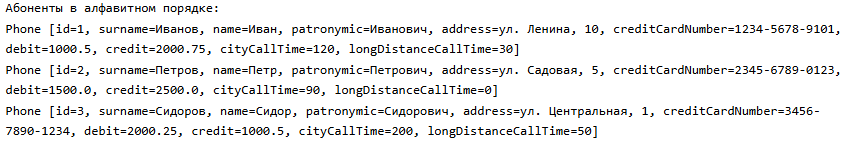 Абоненты в алфавитном порядке:
Phone [id=1, surname=Иванов, name=Иван, patronymic=Иванович, address=ул. Ленина, 10, creditCardNumber=1234-5678-9101,
debit=1000.5, credit=2000.75, cityCallTime=120, longDistanceCallTime=30]
Phone [id=2, surname=Петров, name=Петр, patronymic=Петрович, address=ул. Садовая, 5, creditCardNumber=2345-6789-0123,
debit=1500.0, credit=2500.0, cityCallTime=90, longDistanceCallTime=0]
Phone [id=3, surname=Сидоров, name=Сидор, patronymic=Сидорович, address=ул. Центральная, 1, creditCardNumber=3456-
7890-1234, debit=2000.25, credit=1000.5, cityCallTime=200, longDistanceCallTime=50]